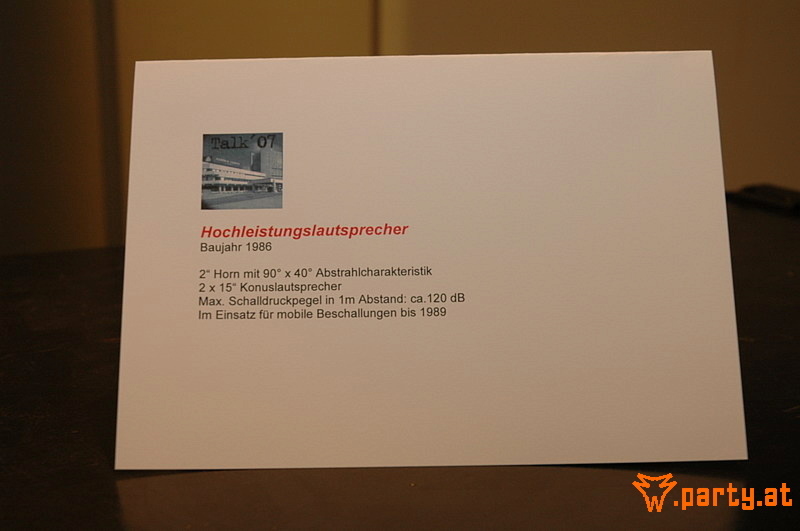 Talk´07
Hochleistungslautsprecher
Baujahr 1986
2“ Horn mit 90° x 40° Abstrahlcharakteristik
2 x 15“ Konuslautsprecher
Max. Schalldruckpegel in 1m Abstand: ca.120 dB
Im Einsatz für mobile Beschallungen bis 1989
w.party.at